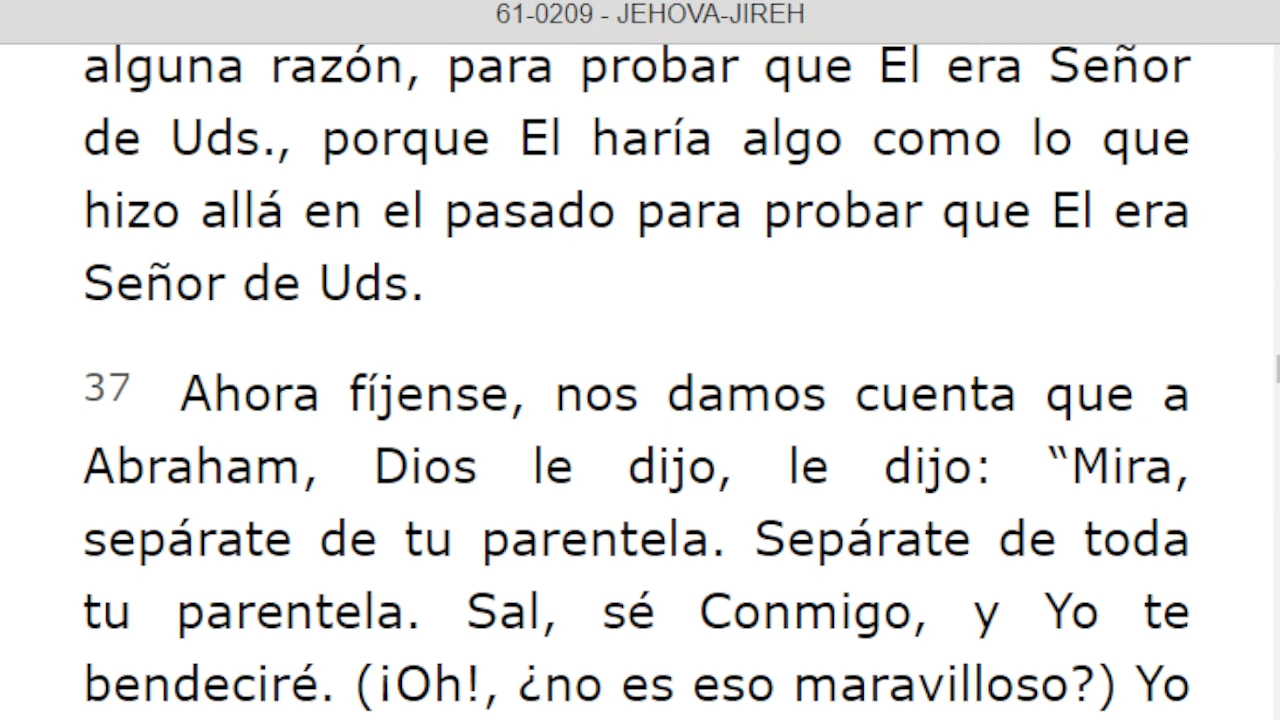 61-0209 - JEHOVA-JIREH
alguna razón, para probar que El era Señor
de Uds., porque El haría algo como lo que
hizo allá en el pasado para probar que El era
Señor de Uds.
37 Ahora fíjense, nos damos cuenta que a
Abraham, Dios le dijo, le dijo: “Mira,
sepárate de tu parentela. Sepárate de toda
tu parentela. Sal, sé Conmigo, y Yo te
bendeciré. (¡Oh!, ¿no es eso maravilloso?) Yo